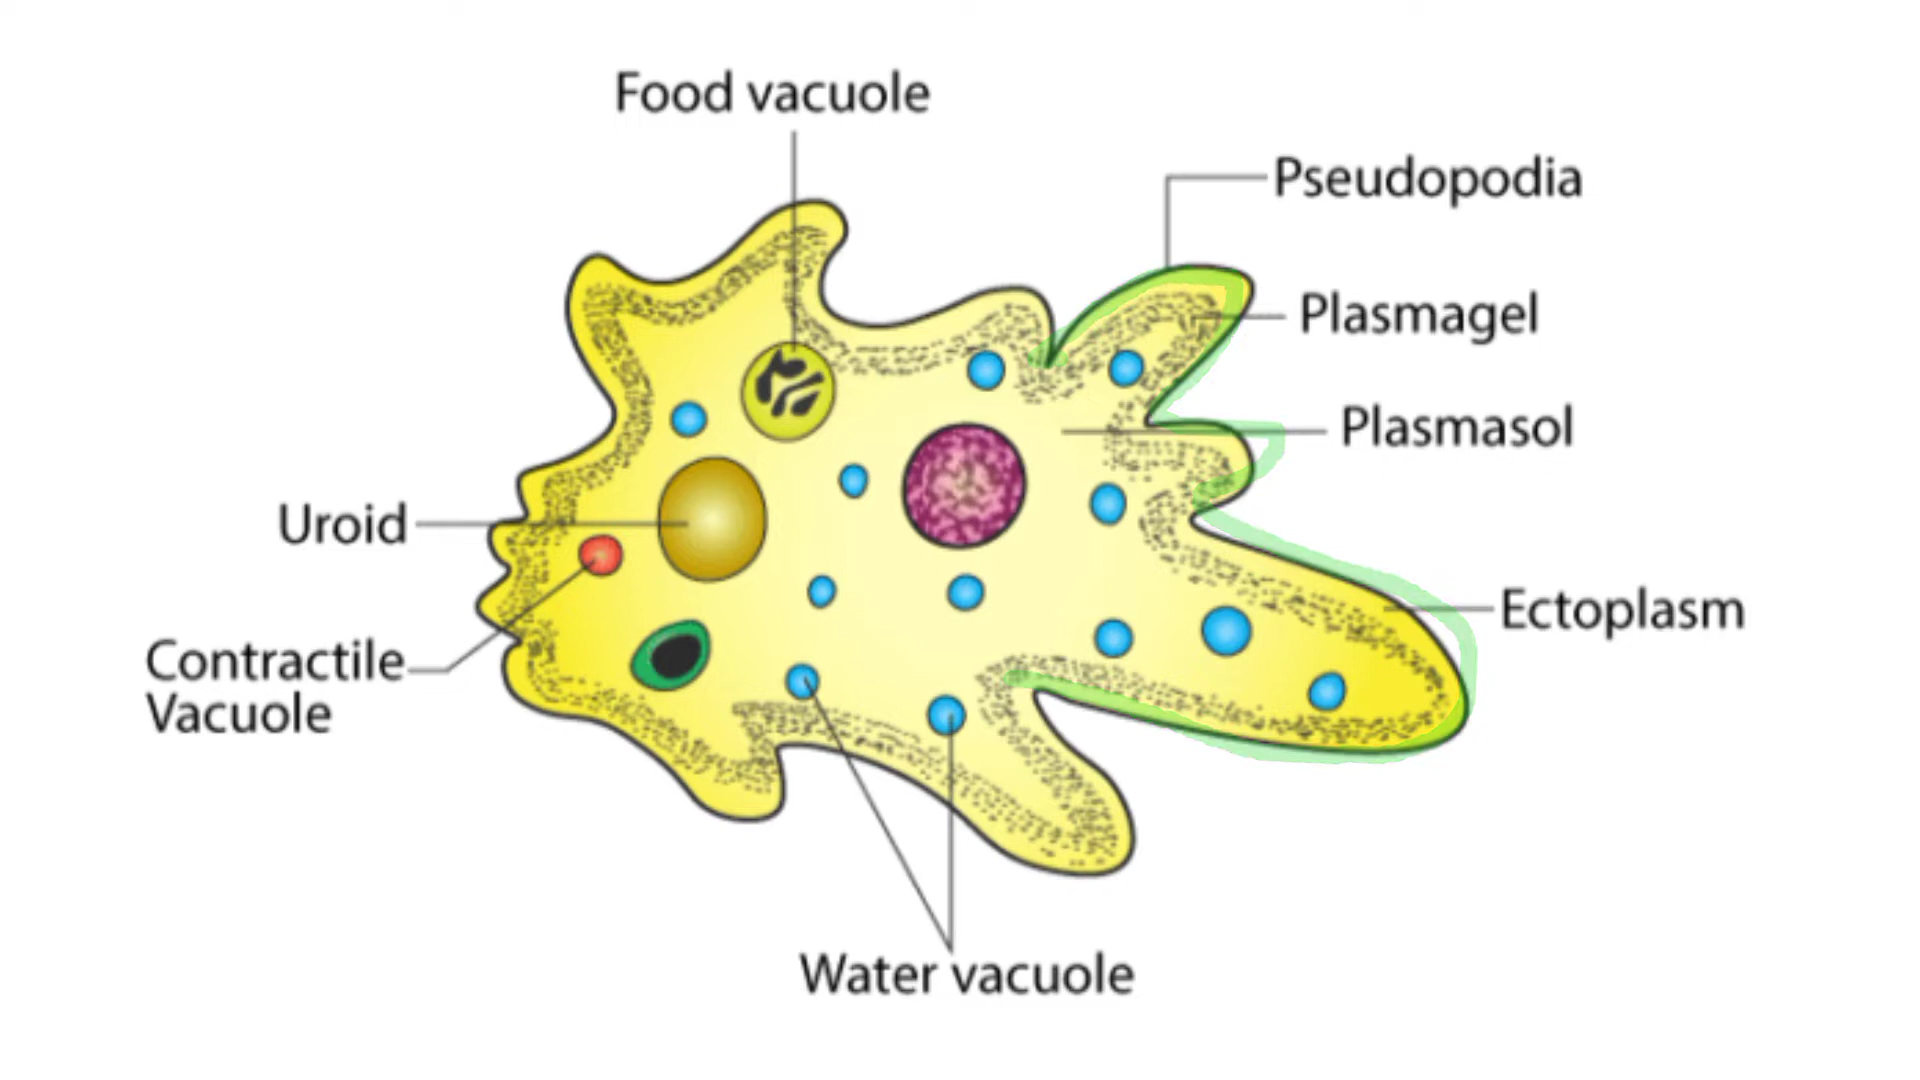 Food vacuole
Pseudopodia
Plasmagel
Plasmasol
Uroid
Ectoplasm
Contractile
Vacuole
Water vacuole